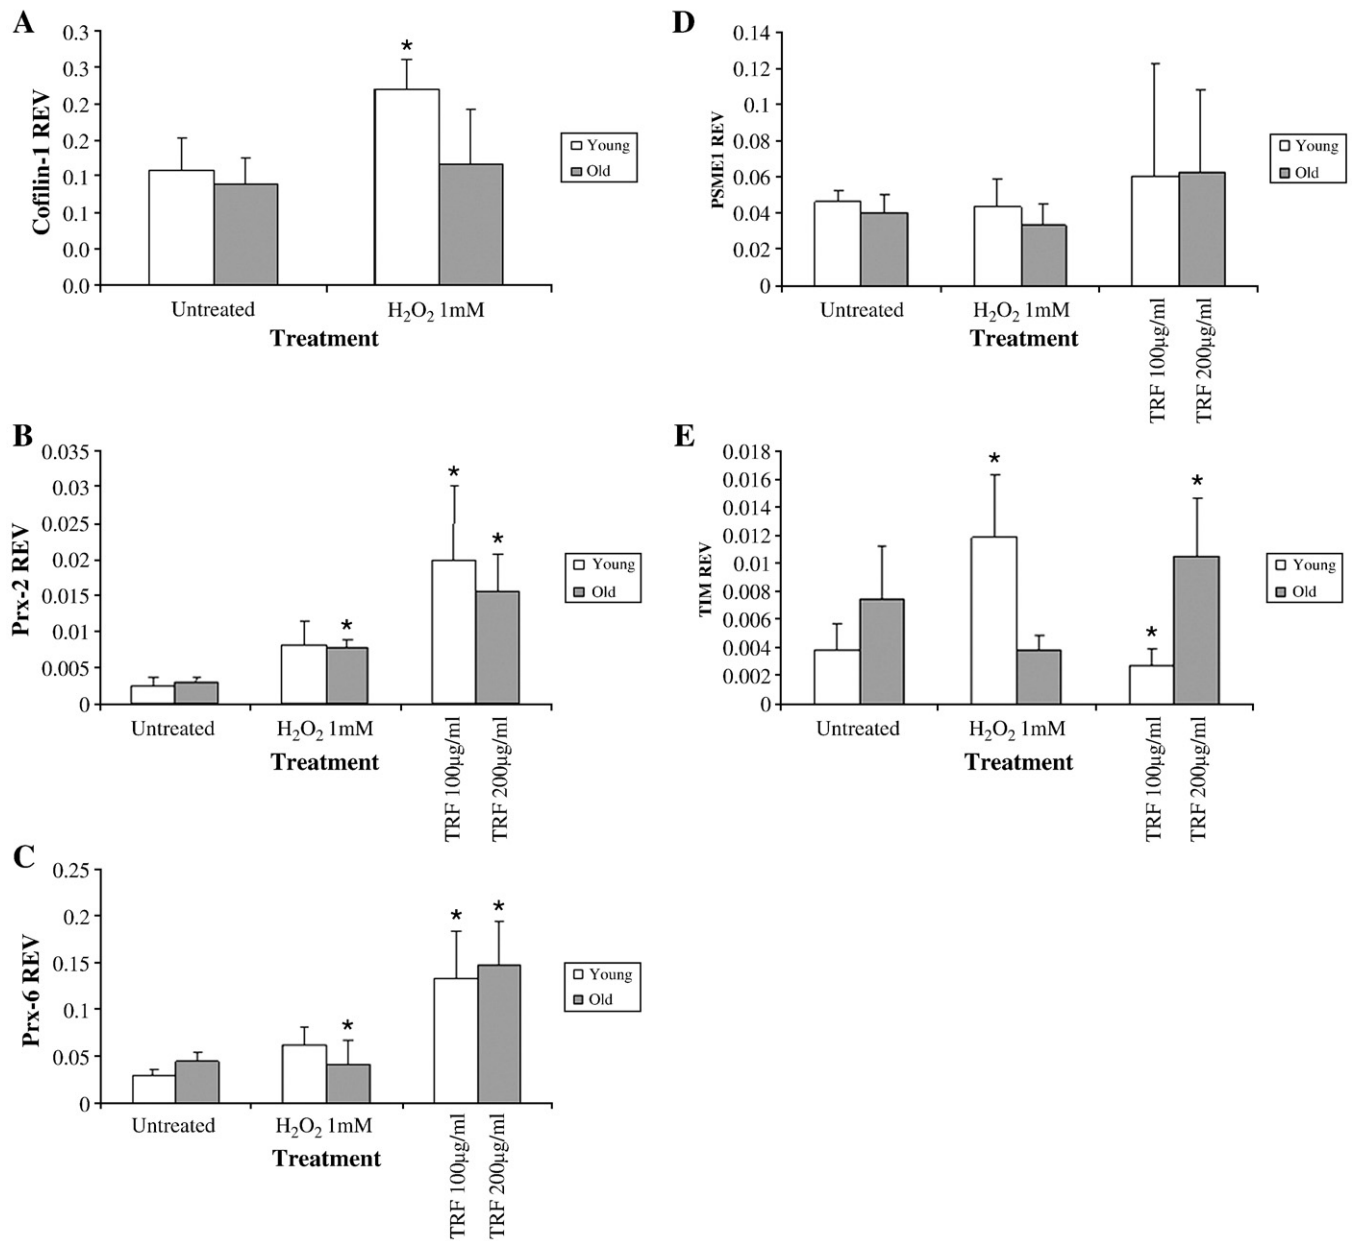 A
Cofilin-1 REV
0.3
0.3
0.2
0.2
0.1
0.1
0.0
0.0
*
Young
Old
Untreated
H₂O₂ 1mM
Treatment
D
PSME1 REV
0.14
0.12
0.1
0.08
0.06
0.04
0.02
0
Young
Old
Untreated
H₂O₂ 1mM
TRF 100μg/ml
TRF 200μg/ml
Treatment
B
Prx-2 REV
0.035
0.03
0.025
0.02
0.015
0.01
0.005
0
*
*
*
Young
Old
Untreated
H₂O₂ 1mM
TRF 100μg/ml
TRF 200μg/ml
Treatment
E
TIM REV
0.018
0.016
0.014
0.012
0.01
0.008
0.006
0.004
0.002
0
*
*
*
Young
Old
Untreated
H₂O₂ 1mM
TRF 100μg/ml
TRF 200μg/ml
Treatment
C
Prx-6 REV
0.25
0.2
0.15
0.1
0.05
0
*
*
*
Young
Old
Untreated
H₂O₂ 1mM
TRF 100μg/ml
TRF 200μg/ml
Treatment